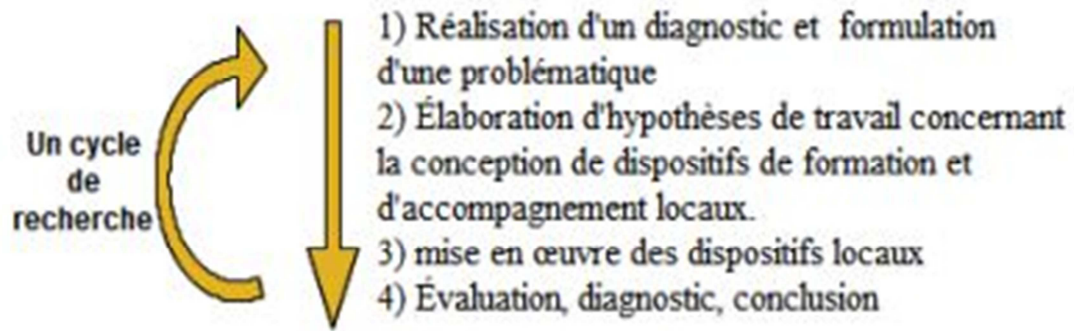 Un cycle
de
recherche
1) Réalisation d'un diagnostic et formulation
d'une problématique
2) Élaboration d'hypothèses de travail concernant
la conception de dispositifs de formation et
d'accompagnement locaux.
3) mise en œuvre des dispositifs locaux
4) Évaluation, diagnostic, conclusion